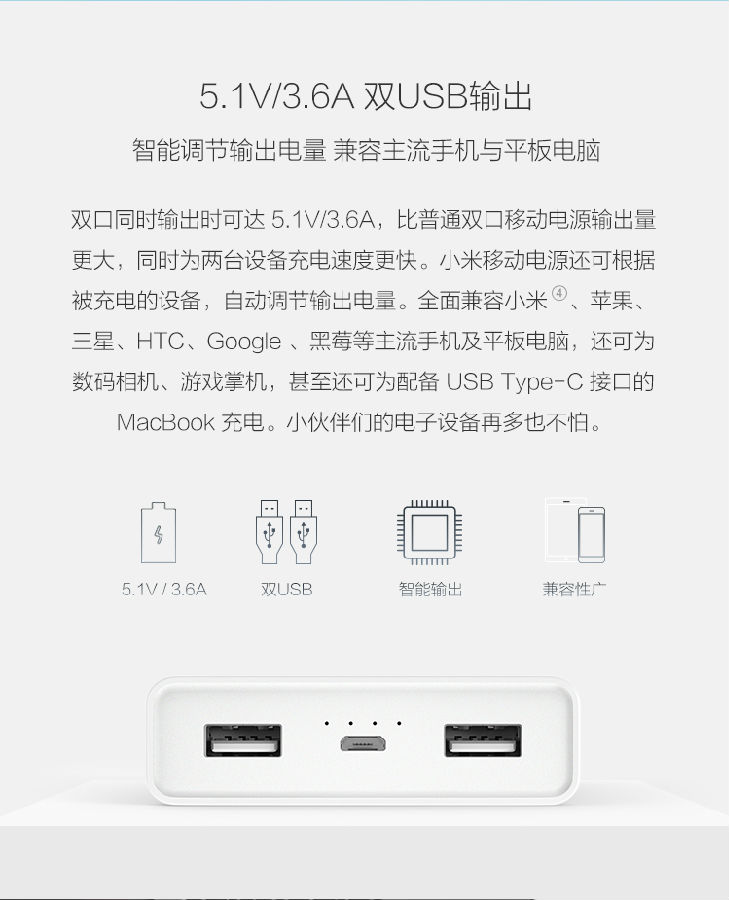 5.1V/3.6A 双USB输出
智能调节输出电量 兼容主流手机与平板电脑
双口同时输出时可达 5.1V/3.6A，比普通双口移动电源输出量
更大，同时为两台设备充电速度更快。小米移动电源还可根据
被充电的设备，自动调节输出电量。全面兼容小米④、苹果、
三星、HTC、Google 、黑莓等主流手机及平板电脑，还可为
数码相机、游戏掌机，甚至还可为配备 USB Type-C 接口的
MacBook 充电。小伙伴们的电子设备再多也不怕。
5.1V / 3.6A
双USB
智能输出
兼容性广